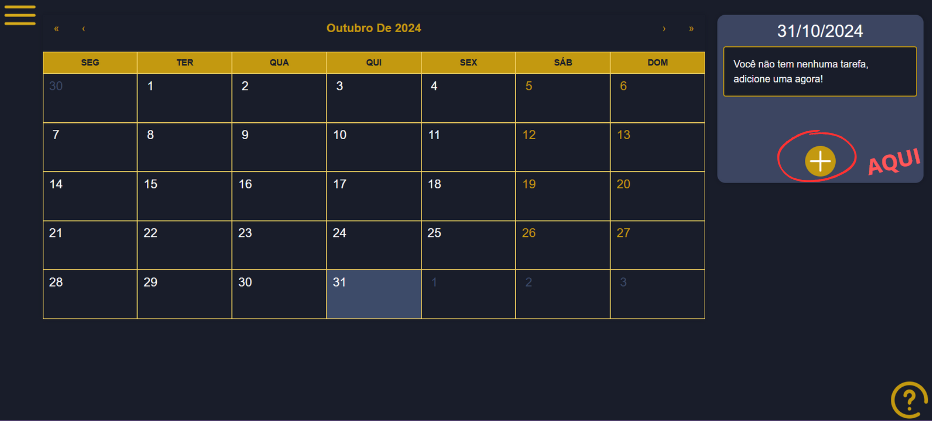 « ‹ Outubro De 2024 › »
SEG TER QUA QUI SEX SÁB DOM
30 1 2 3 4 5 6
7 8 9 10 11 12 13
14 15 16 17 18 19 20
21 22 23 24 25 26 27
28 29 30 31 1 2 3
31/10/2024
Você não tem nenhuma tarefa,
adicione uma agora!
+
AQUI
?